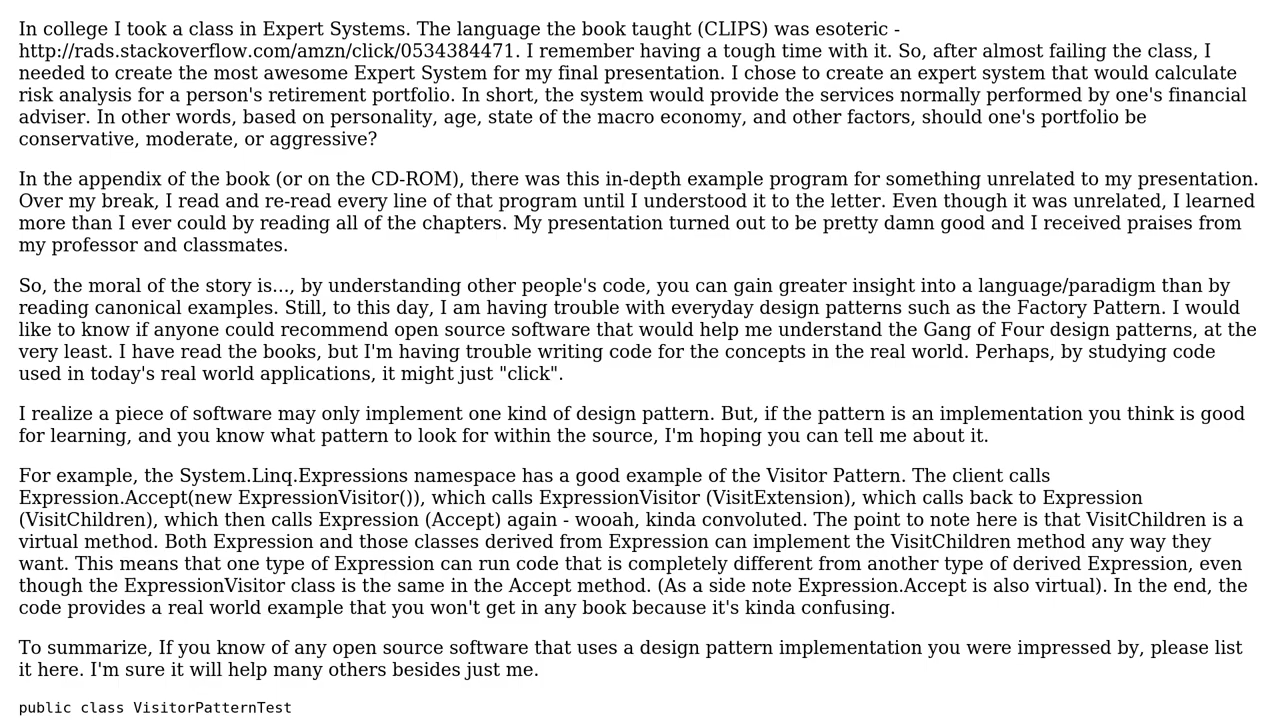 In college I took a class in Expert Systems. The language the book taught (CLIPS) was esoteric -
http://rads.stackoverflow.com/amzn/click/0534384471. I remember having a tough time with it. So, after almost failing the class, I
needed to create the most awesome Expert System for my final presentation. I chose to create an expert system that would calculate
risk analysis for a person's retirement portfolio. In short, the system would provide the services normally performed by one's financial
adviser. In other words, based on personality, age, state of the macro economy, and other factors, should one's portfolio be
conservative, moderate, or aggressive?
In the appendix of the book (or on the CD-ROM), there was this in-depth example program for something unrelated to my presentation.
Over my break, I read and re-read every line of that program until I understood it to the letter. Even though it was unrelated, I learned
more than I ever could by reading all of the chapters. My presentation turned out to be pretty damn good and I received praises from
my professor and classmates.
So, the moral of the story is..., by understanding other people's code, you can gain greater insight into a language/paradigm than by
reading canonical examples. Still, to this day, I am having trouble with everyday design patterns such as the Factory Pattern. I would
like to know if anyone could recommend open source software that would help me understand the Gang of Four design patterns, at the
very least. I have read the books, but I'm having trouble writing code for the concepts in the real world. Perhaps, by studying code
used in today's real world applications, it might just "click".
I realize a piece of software may only implement one kind of design pattern. But, if the pattern is an implementation you think is good
for learning, and you know what pattern to look for within the source, I'm hoping you can tell me about it.
For example, the System.Linq.Expressions namespace has a good example of the Visitor Pattern. The client calls
Expression.Accept(new ExpressionVisitor()), which calls ExpressionVisitor (VisitExtension), which calls back to Expression
(VisitChildren), which then calls Expression (Accept) again - wooah, kinda convoluted. The point to note here is that VisitChildren is a
virtual method. Both Expression and those classes derived from Expression can implement the VisitChildren method any way they
want. This means that one type of Expression can run code that is completely different from another type of derived Expression, even
though the ExpressionVisitor class is the same in the Accept method. (As a side note Expression.Accept is also virtual). In the end, the
code provides a real world example that you won't get in any book because it's kinda confusing.
To summarize, If you know of any open source software that uses a design pattern implementation you were impressed by, please list
it here. I'm sure it will help many others besides just me.
public class VisitorPatternTest